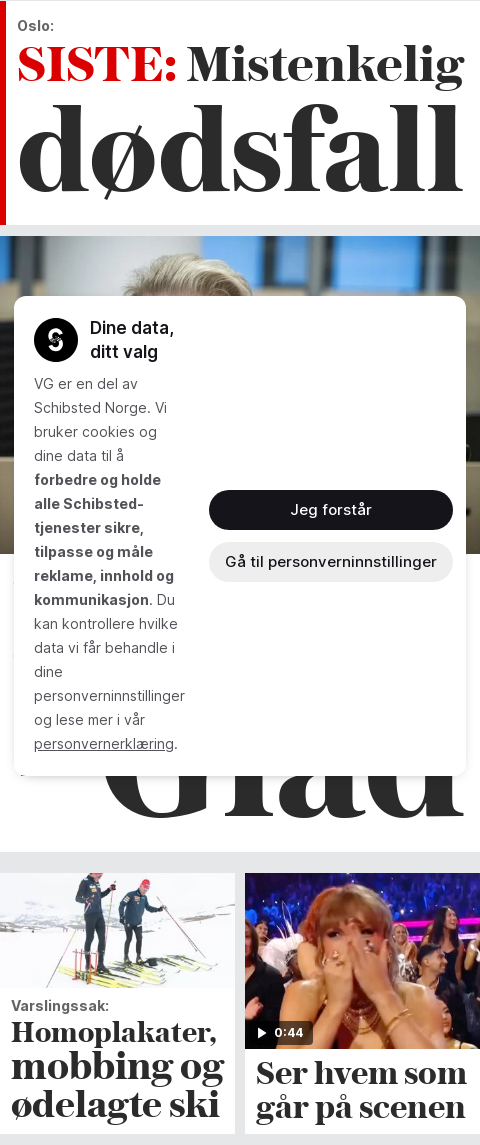 Oslo:
SISTE: Mistenkelig
dødsfall
Dine data,
ditt valg
VG er en del av
Schibsted Norge. Vi
bruker cookies og
dine data til å
forbedre og holde
alle Schibsted-
tjenester sikre,
tilpasse og måle
reklame, innhold og
kommunikasjon. Du
kan kontrollere hvilke
data vi får behandle i
dine
personverninnstillinger
og lese mer i vår
personvernerklæring.
Jeg forstår
Gå til personverninnstillinger
Glad
Varslingssak:
Homoplakater,
mobbing og
ødelagte ski
0:44
Ser hvem som
går på scenen